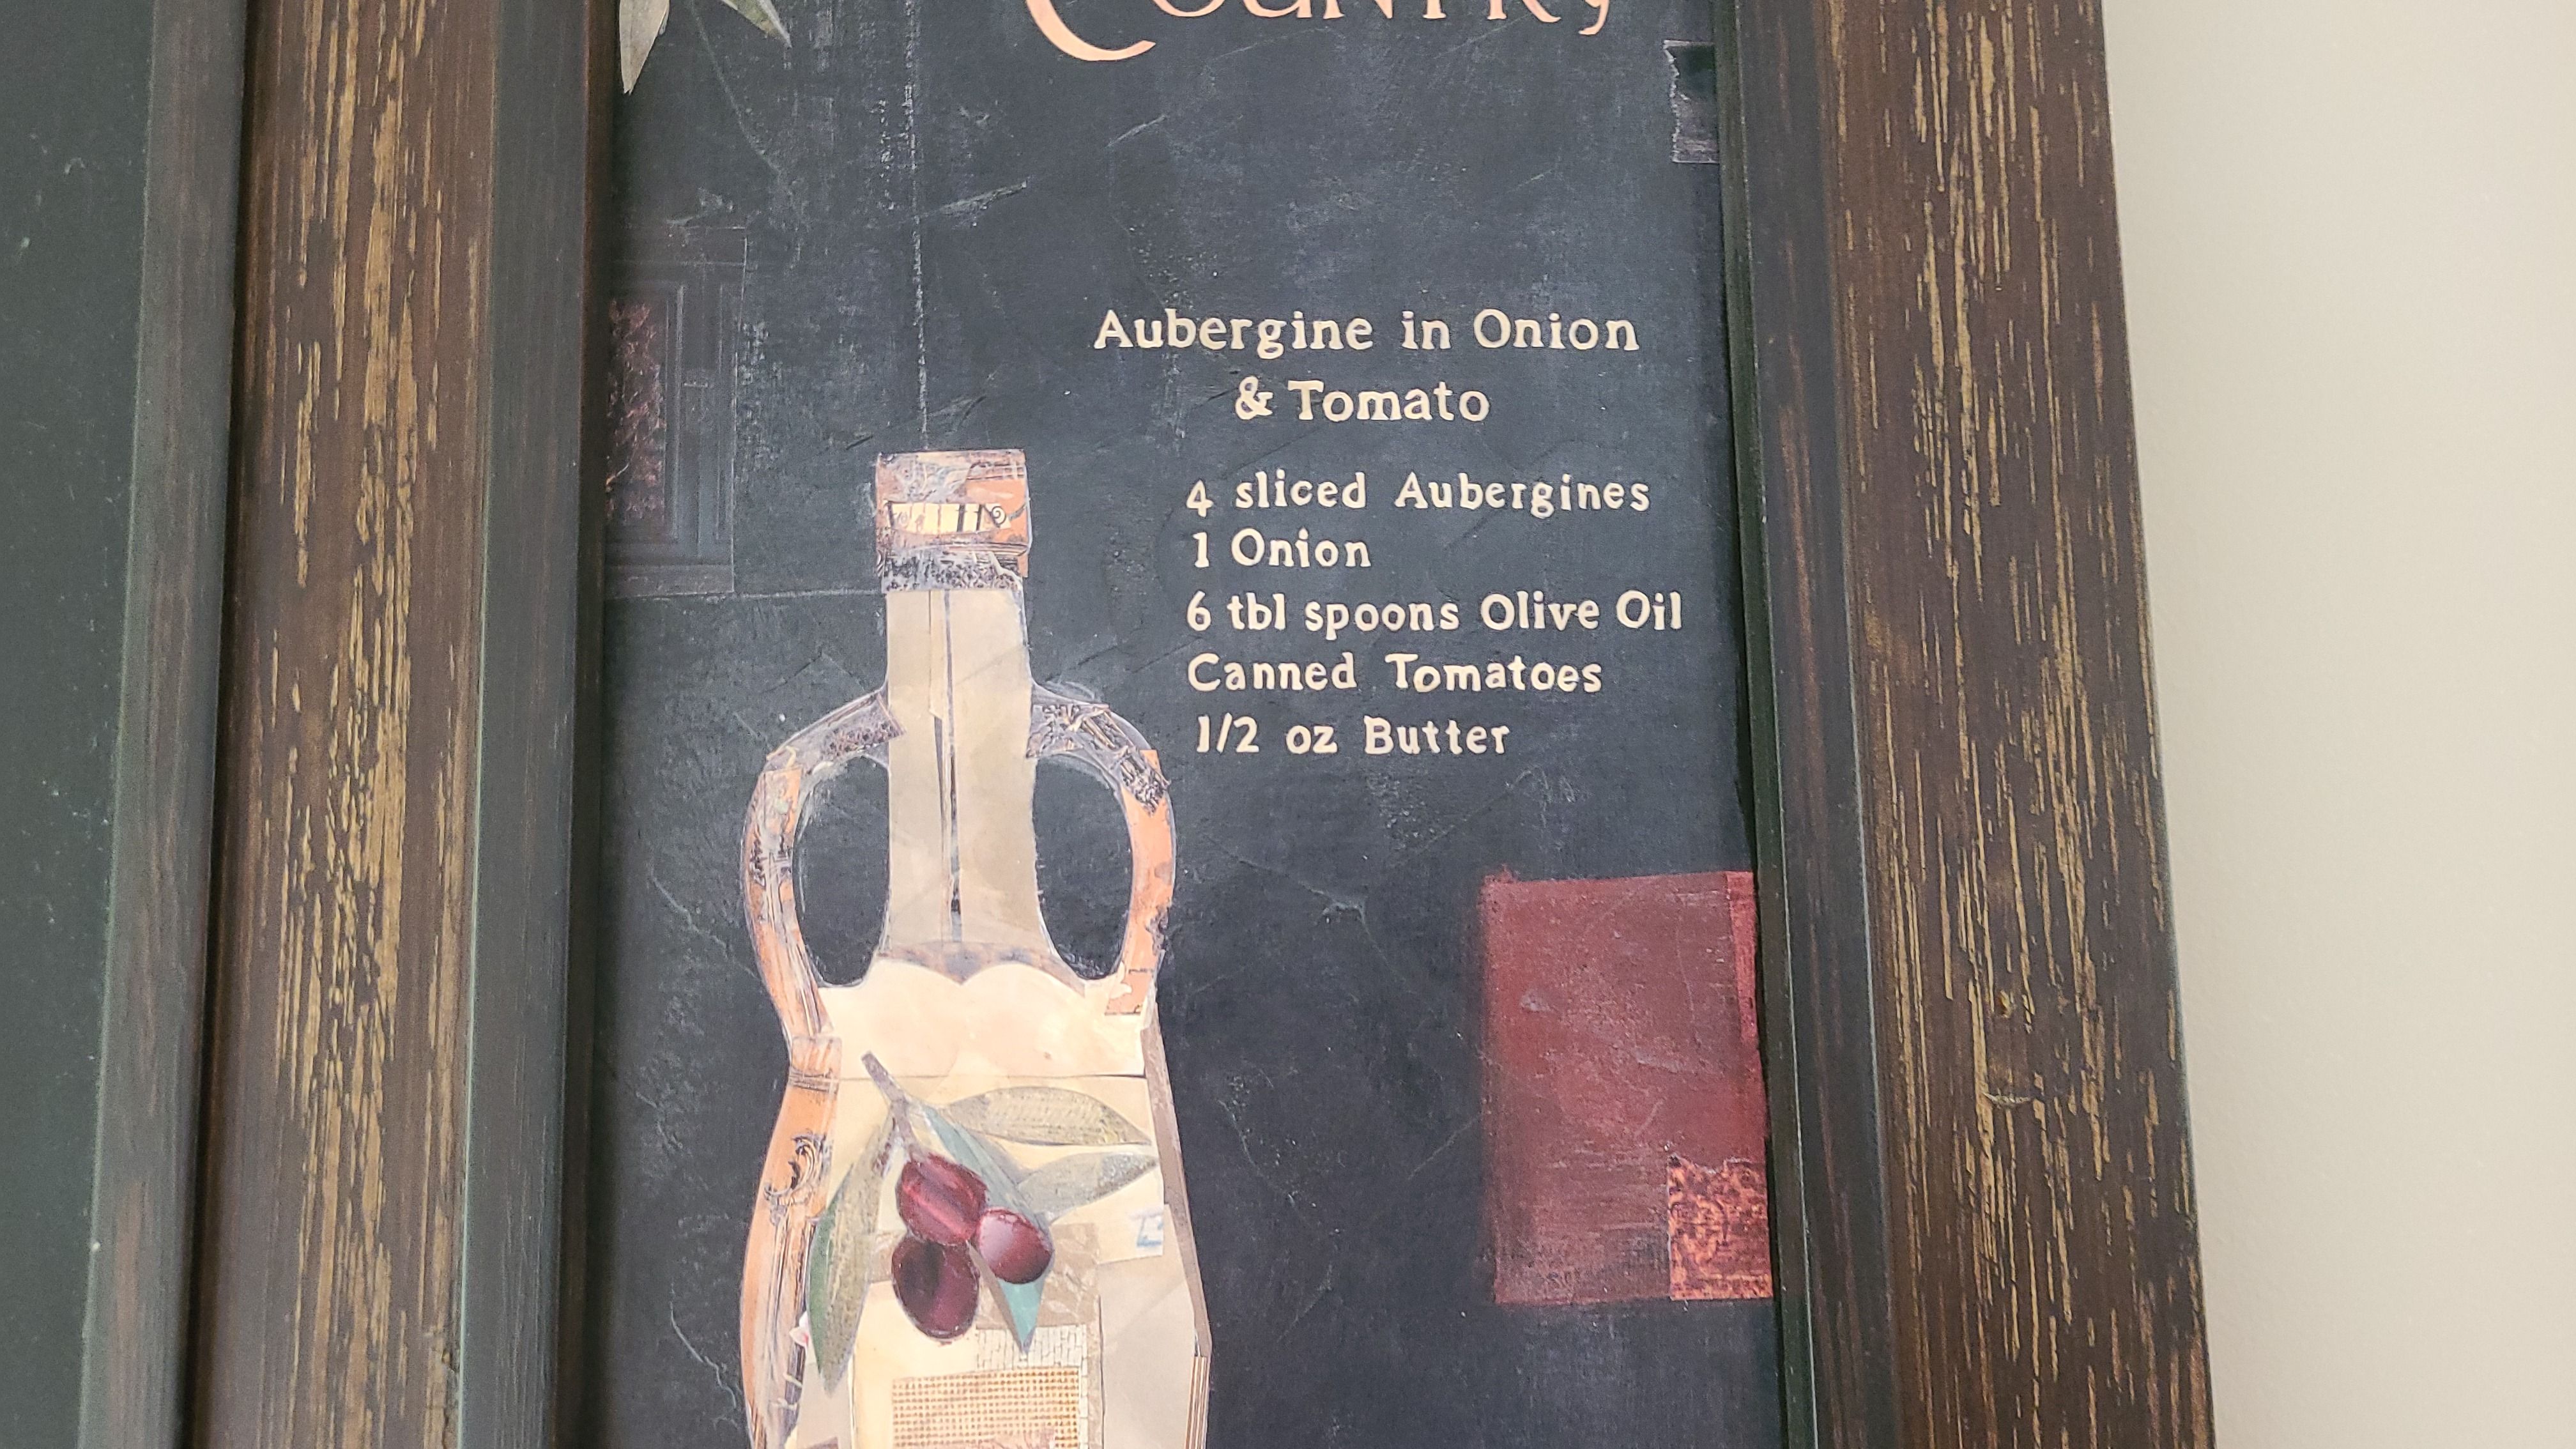 COUNTRY
Aubergine in Onion
& Tomato
4 sliced Aubergines
1 Onion
6 tbl spoons Olive Oil
Canned Tomatoes
1/2 oz Butter